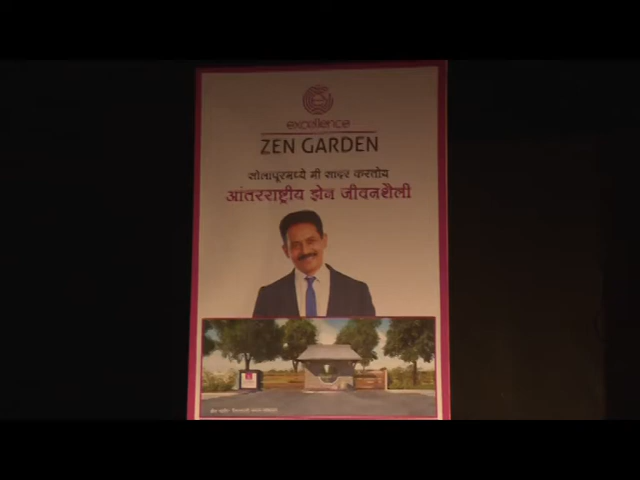 excellence
ZEN GARDEN
सोलापूरमध्ये मी सादर करतोय
आंतरराष्ट्रीय झेन जीवनशैली